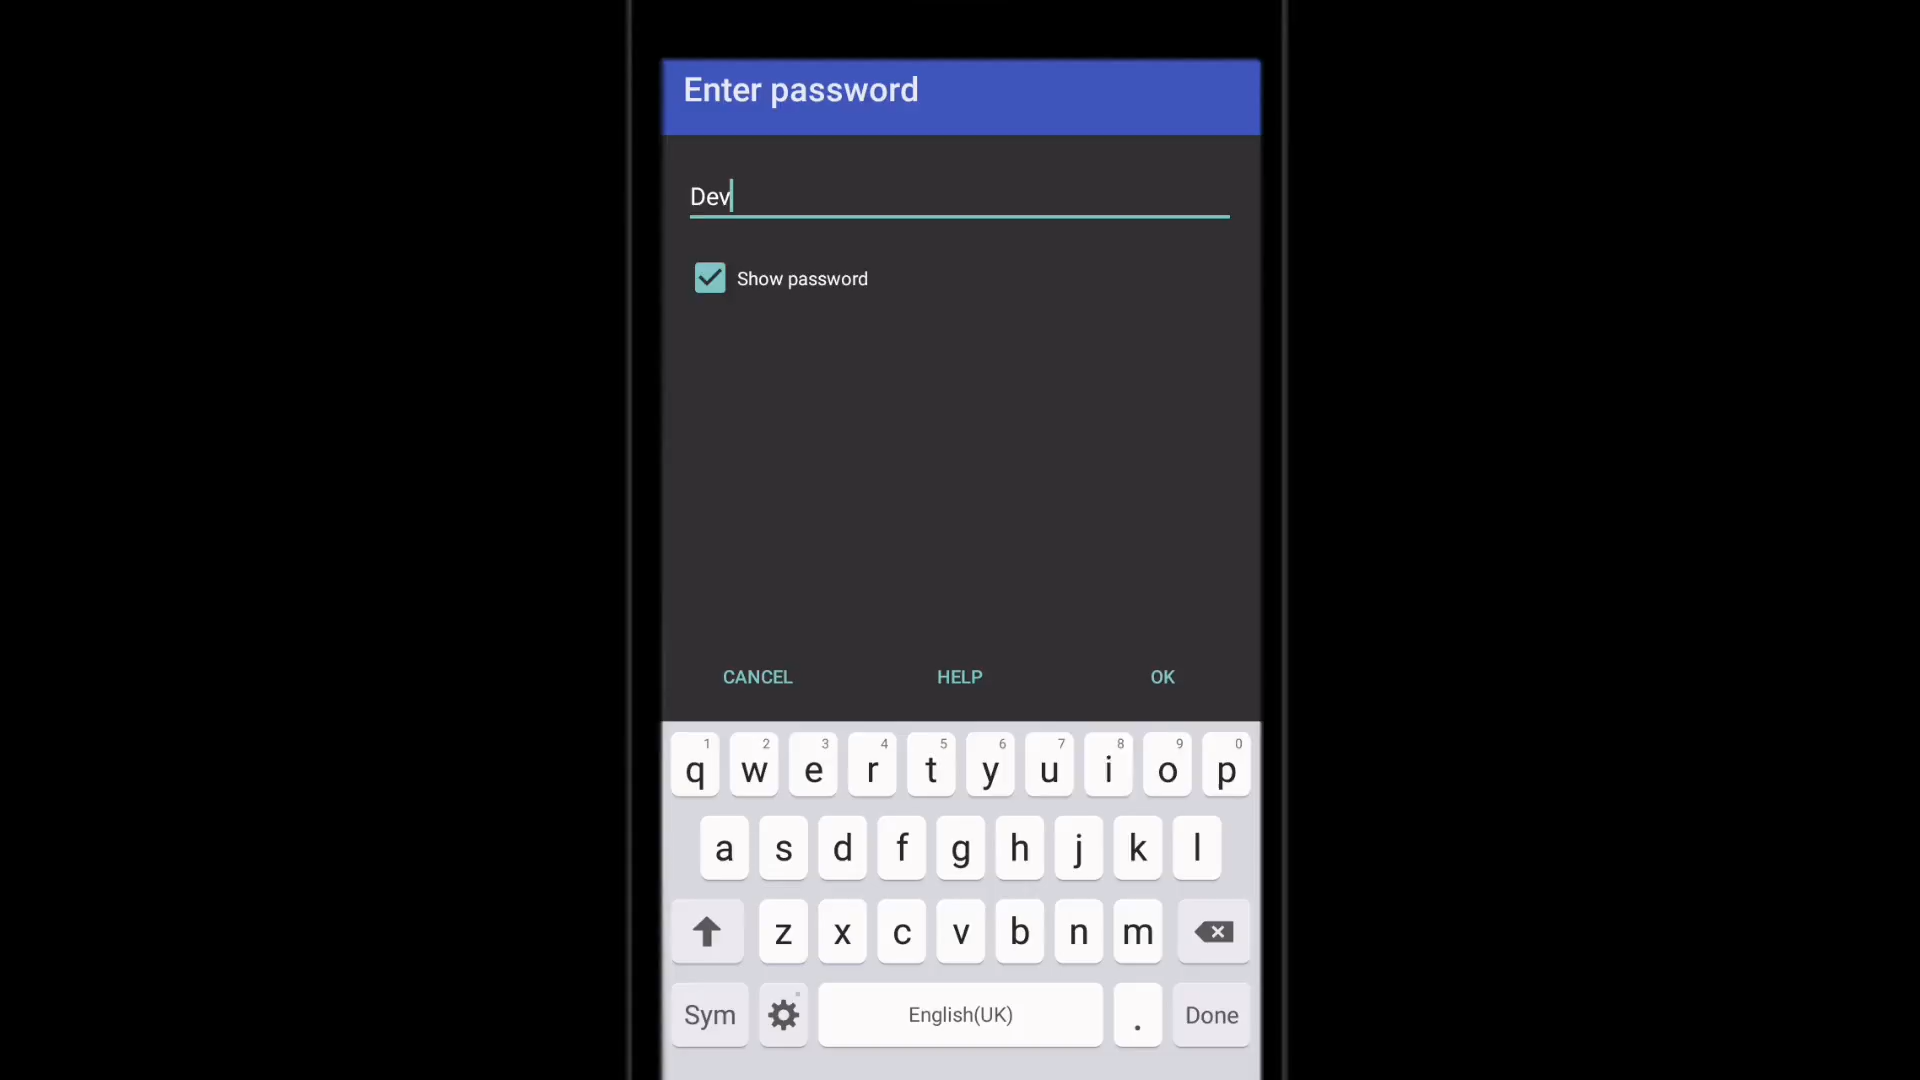 Enter password
Dev
Show password
CANCEL HELP OK
1 2 3 4 5 6 7 8 9 0
q w e r t y u i o p
a s d f g h j k l
z x c v b n m
Sym English(UK) . Done